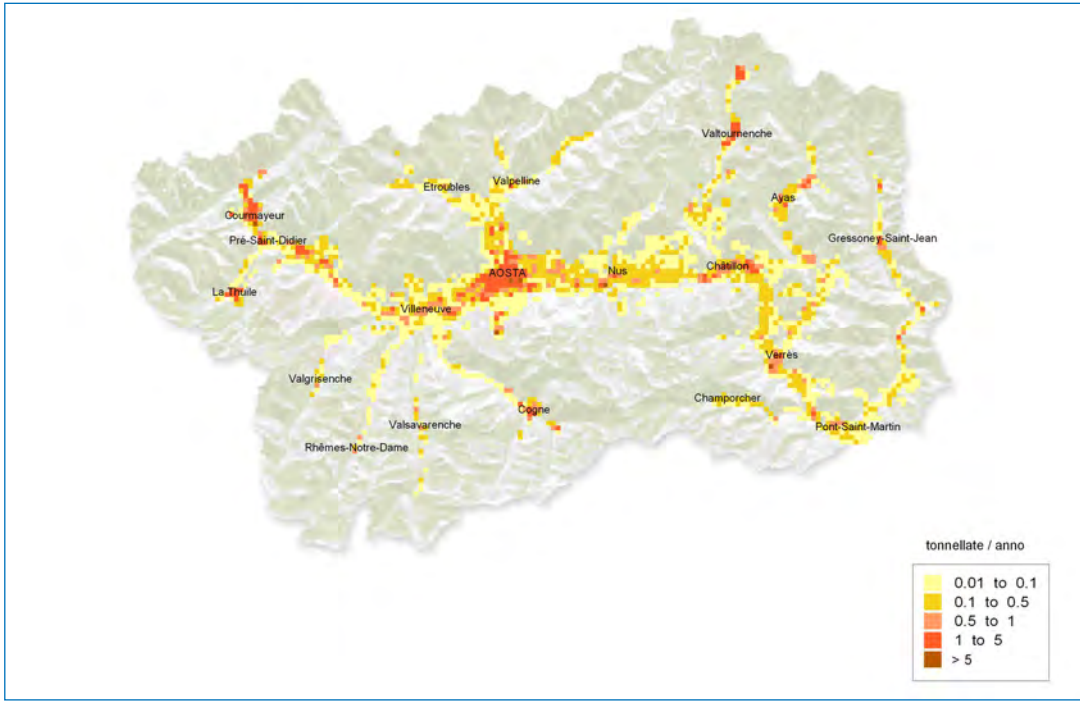 Valtournenche
Etroubles
Valpelline
Ayas
Courmayeur
Pré-Saint-Didier
Gressoney-Saint-Jean
AOSTA
Nus
Châtillon
La Thuile
Villeneuve
Verrès
Valgrisenche
Champorcher
Cogne
Valsavarenche
Pont-Saint-Martin
Rhêmes-Notre-Dame
tonnellate / anno
0.01 to 0.1
0.1 to 0.5
0.5 to 1
1 to 5
> 5